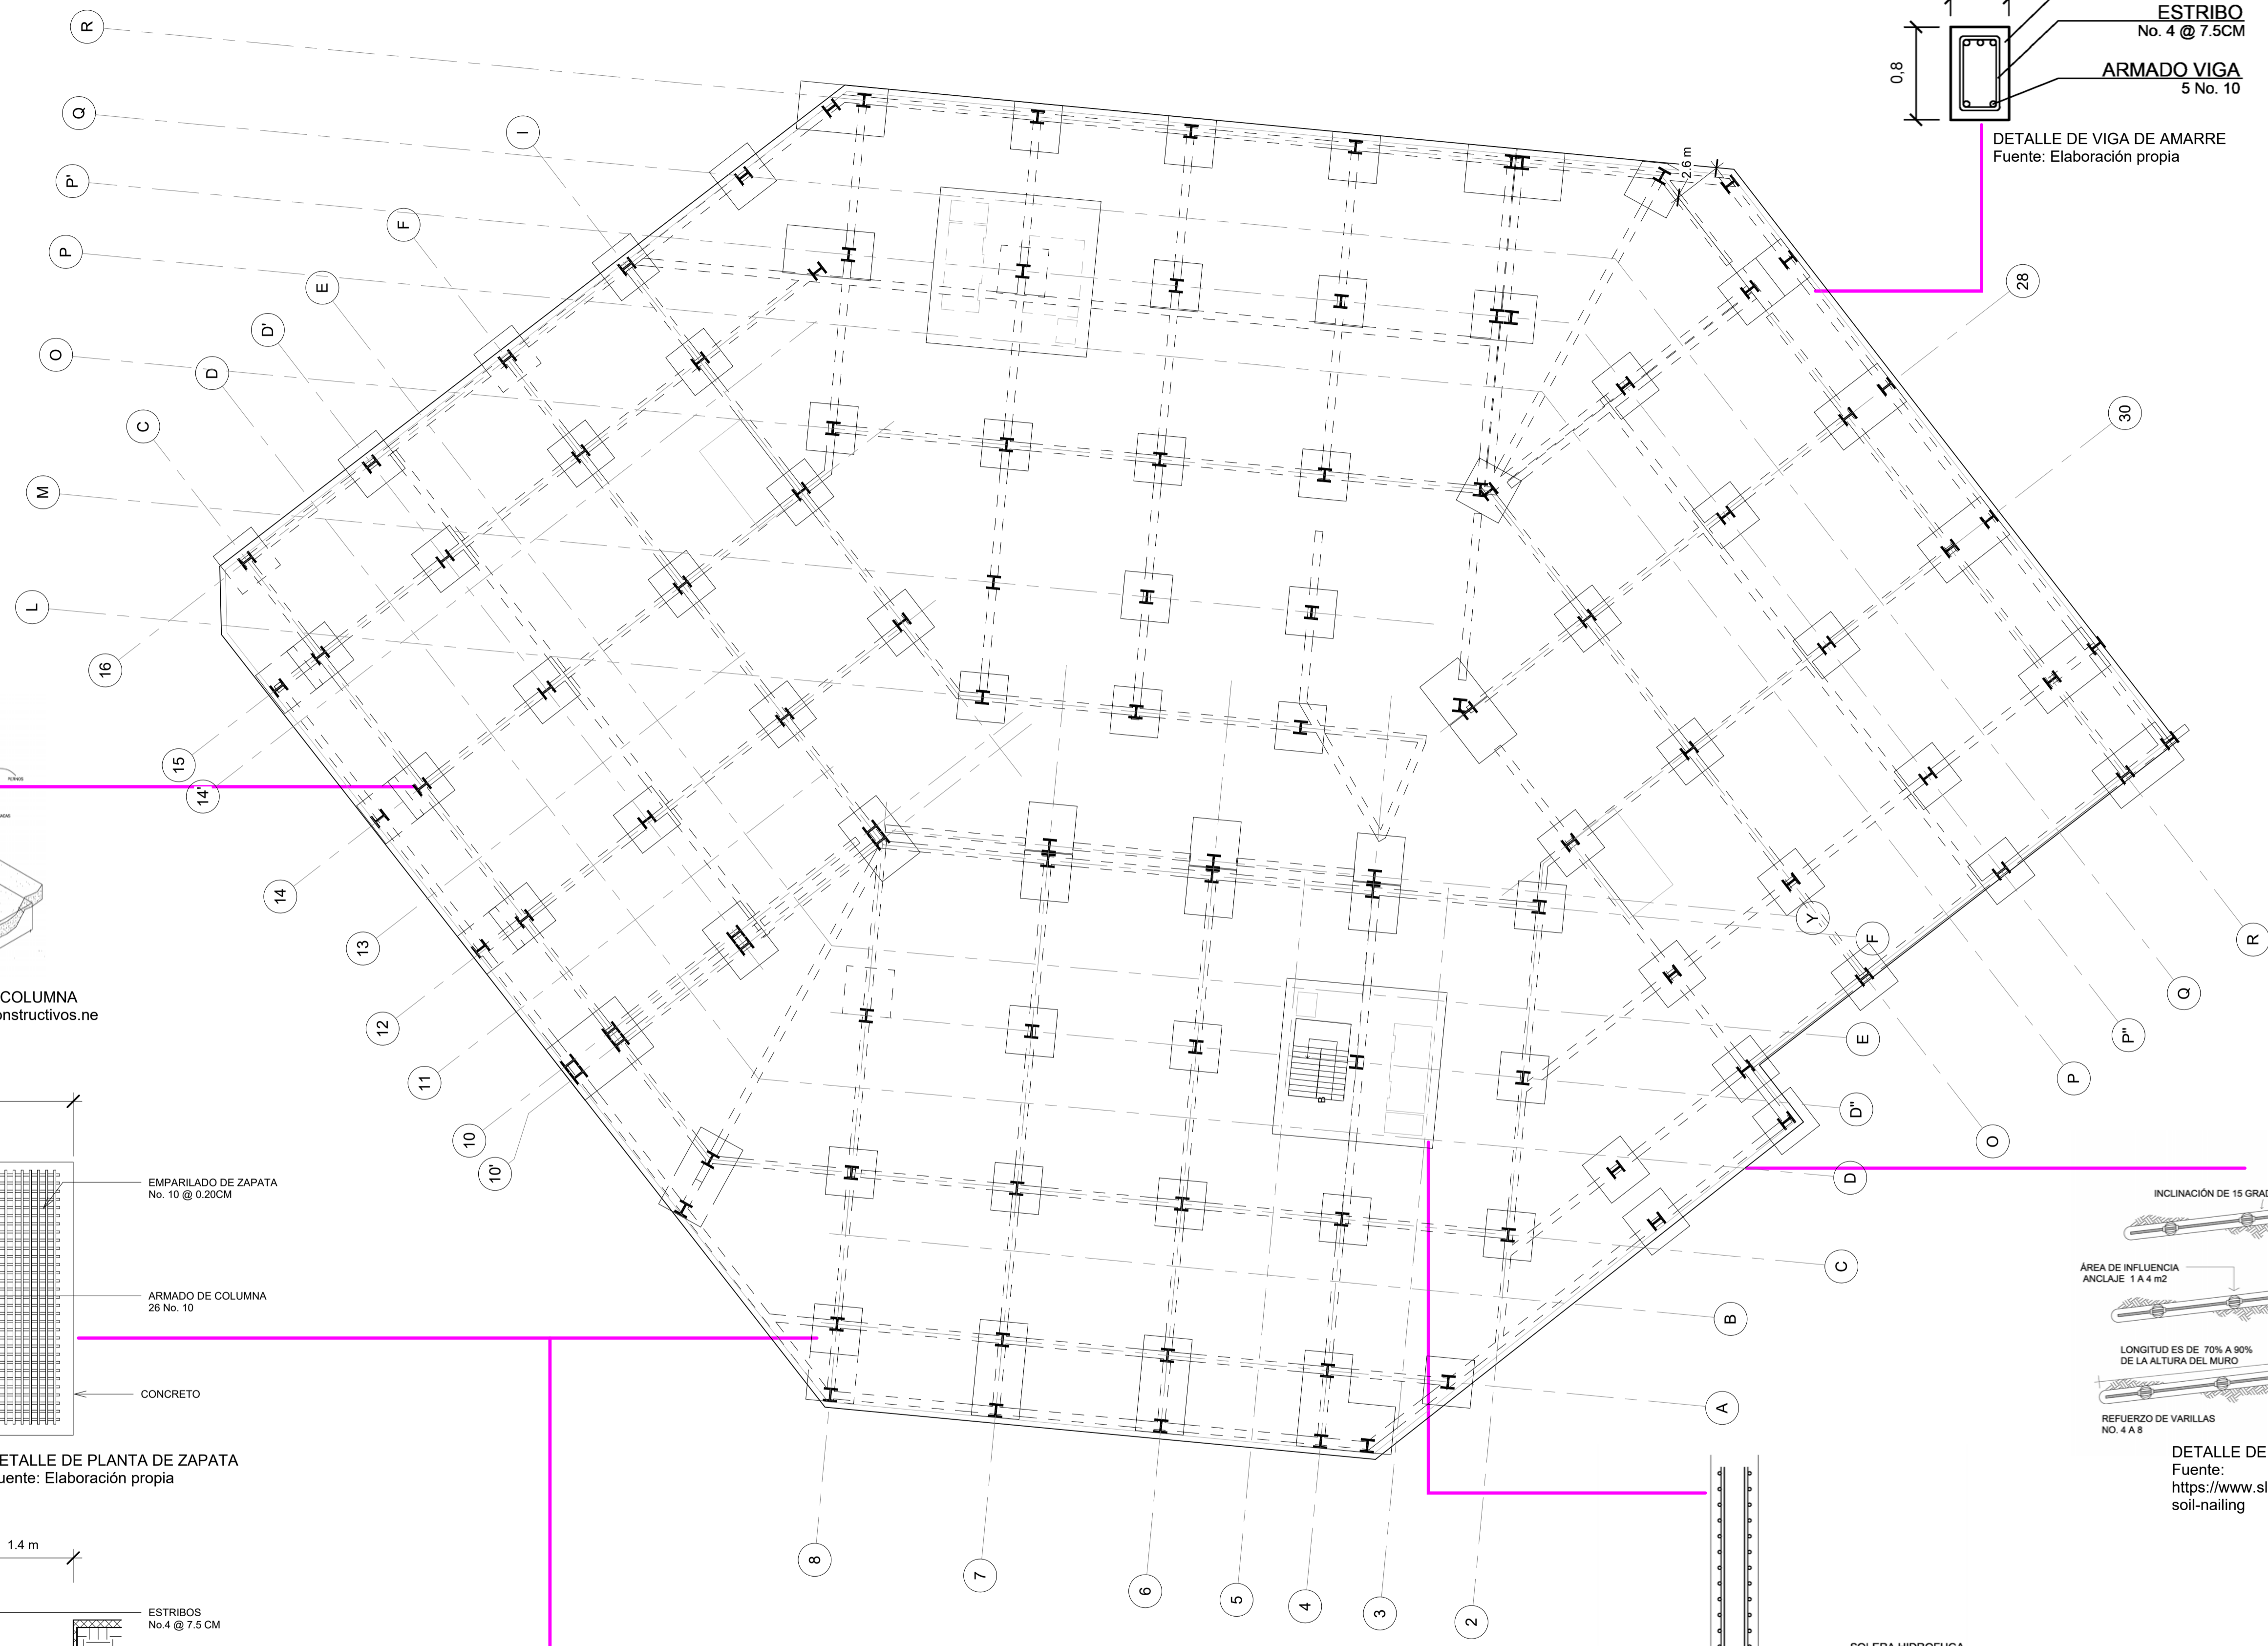 R
Q
P'
P
O
M
L
I
F
E
D'
D
C
16
15
14'
14
13
12
11
10
10'
8
7
6
5
4
3
2
A
B
C
D
D"
E
F
Y
O
P
P"
Q
R
30
28
2.6 m
B
ESTRIBO
No. 4 @ 7.5CM
ARMADO VIGA
5 No. 10
0,8
DETALLE DE VIGA DE AMARRE
Fuente: Elaboración propia
PERNOS
COLUMNA
onstructivos.ne
EMPARILADO DE ZAPATA
No. 10 @ 0.20CM
ARMADO DE COLUMNA
26 No. 10
CONCRETO
ETALLE DE PLANTA DE ZAPATA
uente: Elaboración propia
1.4 m
ESTRIBOS
No.4 @ 7.5 CM
INCLINACIÓN DE 15 GRAD
ÁREA DE INFLUENCIA
ANCLAJE 1 A 4 m2
LONGITUD ES DE 70% A 90%
DE LA ALTURA DEL MURO
REFUERZO DE VARILLAS
NO. 4 A 8
DETALLE DE
Fuente:
https://www.sl
soil-nailing
SOLERA HIDROFUGA